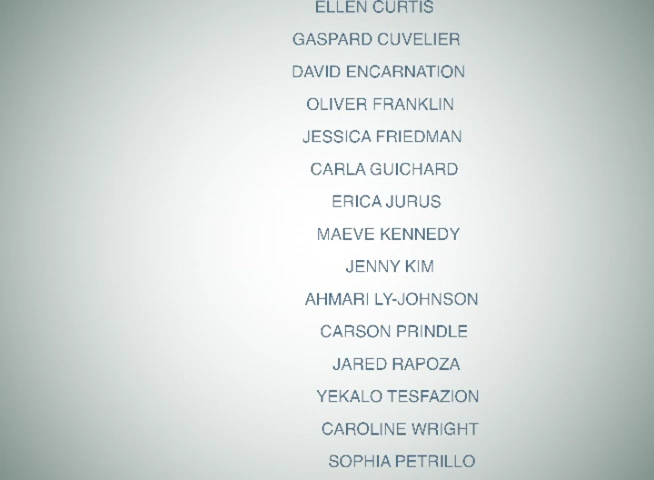 ELLEN CURTIS
GASPARD CUVELIER
DAVID ENCARNATION
OLIVER FRANKLIN
JESSICA FRIEDMAN
CARLA GUICHARD
ERICA JURUS
MAEVE KENNEDY
JENNY KIM
AHMARI LY-JOHNSON
CARSON PRINDLE
JARED RAPOZA
YEKALO TESFAZION
CAROLINE WRIGHT
SOPHIA PETRILLO